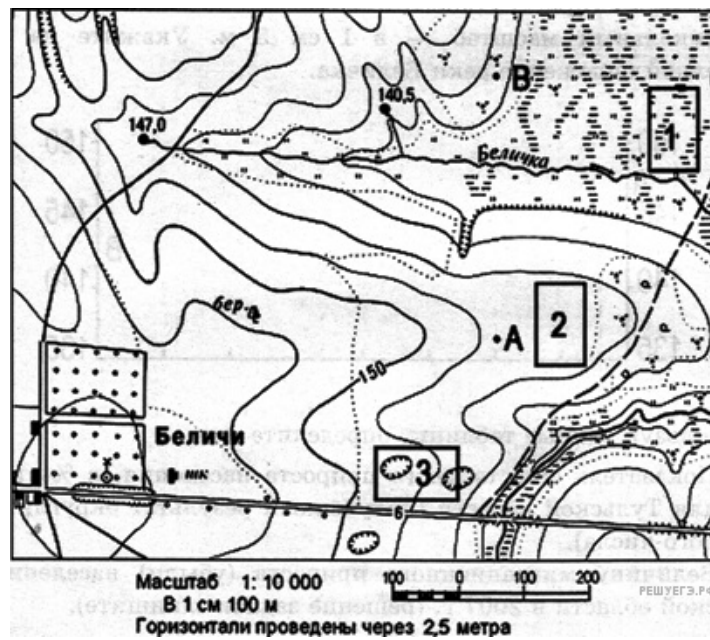 В
140,5
147,0
1
Беличка
бер.
2
А
150
Беличи
МЖ
3
6
Масштаб 1: 10 000
В 1 см 100 м
Горизонтали проведены через 2,5 метра
100 0 100 200
РЕШУЕГЭ.РФ